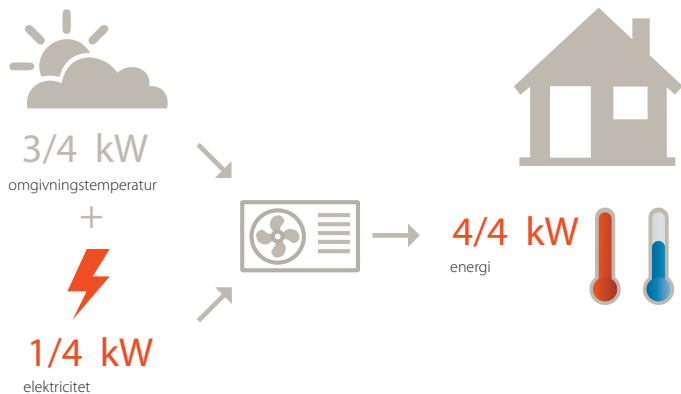 3/4 kW
omgivningstemperatur
+
1/4 kW
elektricitet
4/4 kW
energi